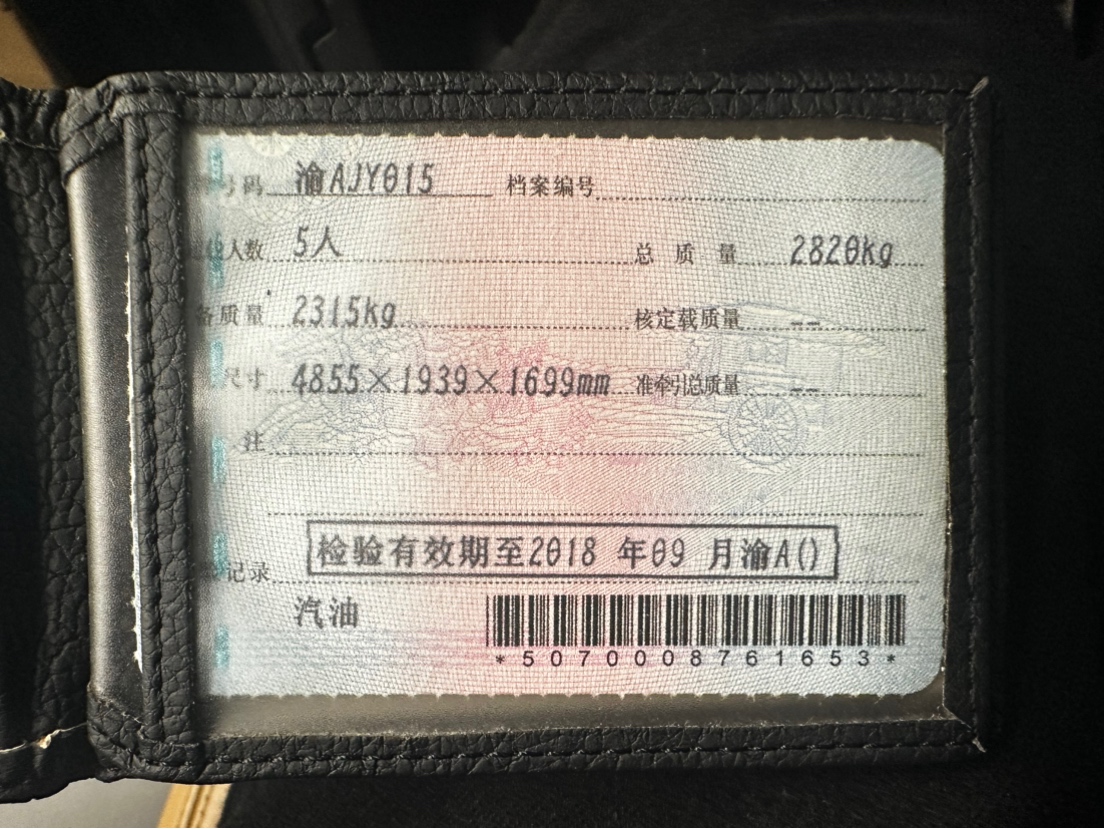 号码 渝AJY015 档案编号
人数 5人 总质量 2820kg
备质量 2315kg 核定载质量 --
尺寸 4855×1939×1699mm 准牵引总质量 --
注
检验有效期至2018 年09 月渝A()
记录
汽油
*5070008761653*